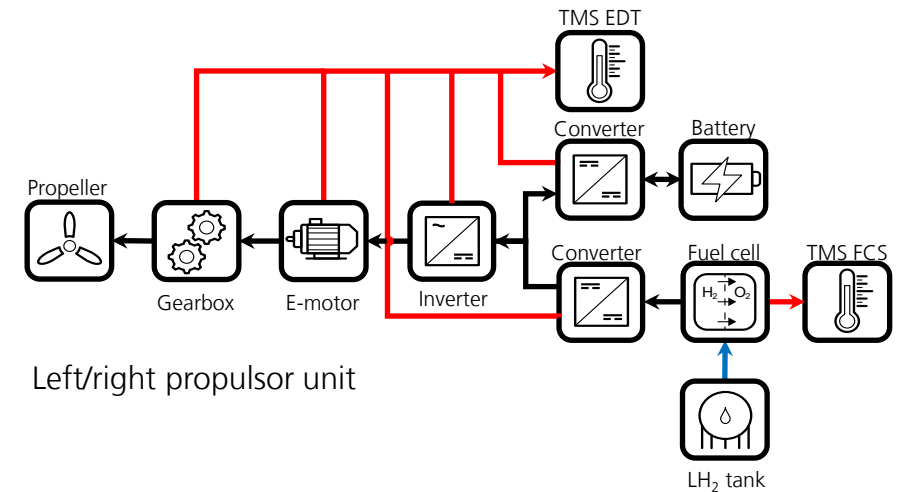 TMS EDT
Converter
Battery
Propeller
Converter
Fuel cell
TMS FCS
H₂ O₂
Gearbox
E-motor
Inverter
Left/right propulsor unit
LH₂ tank